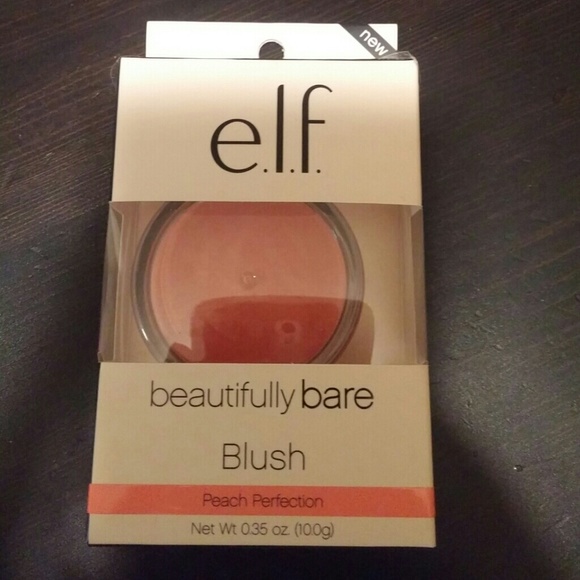 new
e.l.f.
beautifully bare
Blush
Peach Perfection
Net Wt 0.35 oz. (10.0g)